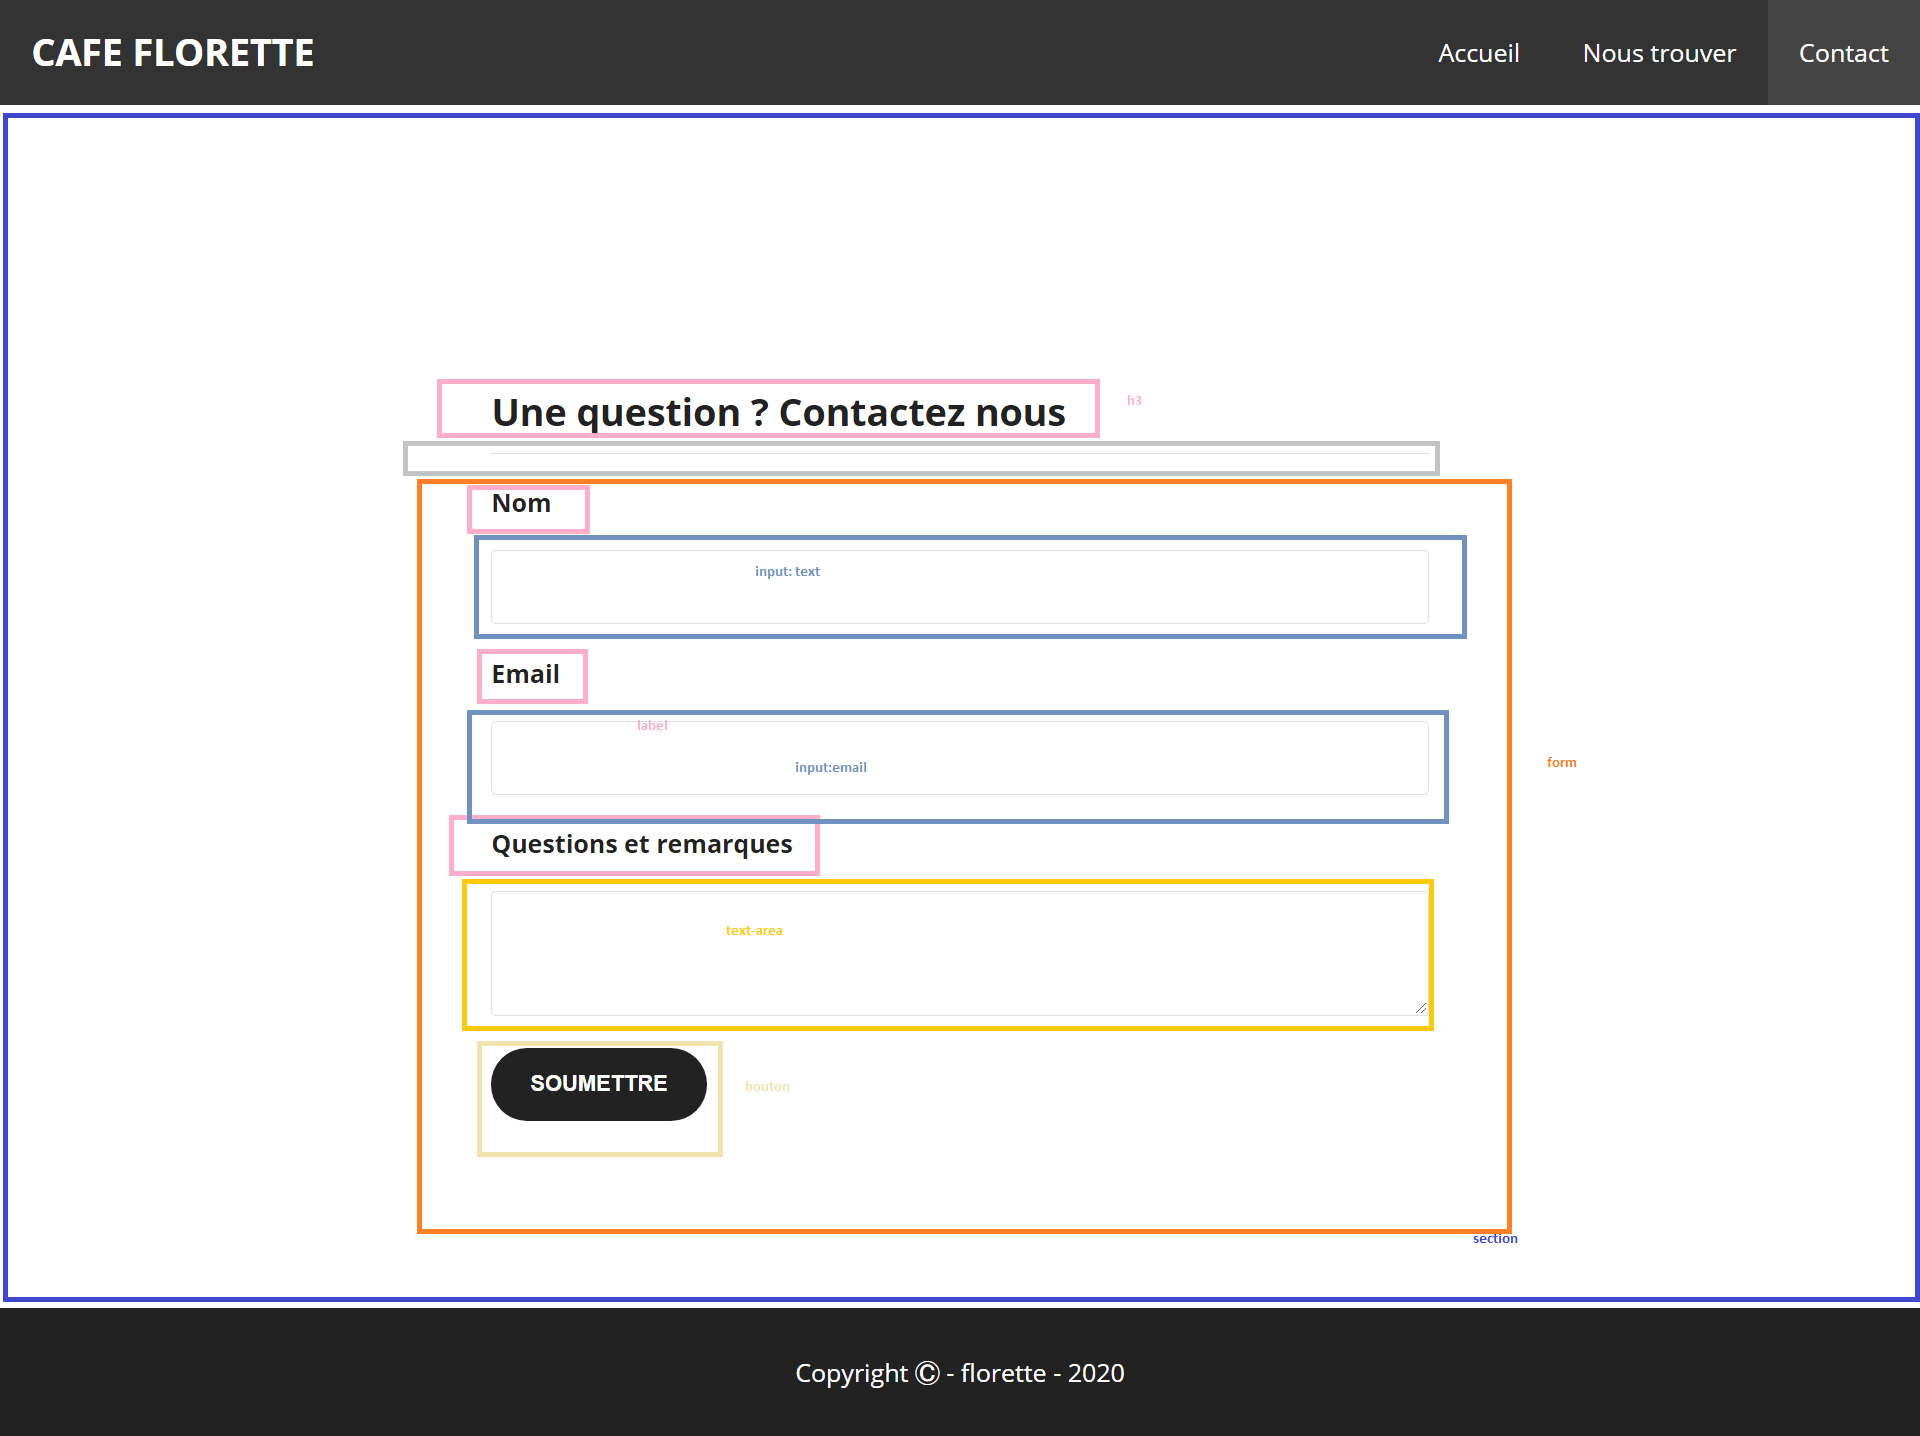 CAFE FLORETTE
Accueil
Nous trouver
Contact
Une question ? Contactez nous
h3
Nom
input: text
Email
label
input:email
form
Questions et remarques
text-area
SOUMETTRE
bouton
section
Copyright © - florette - 2020